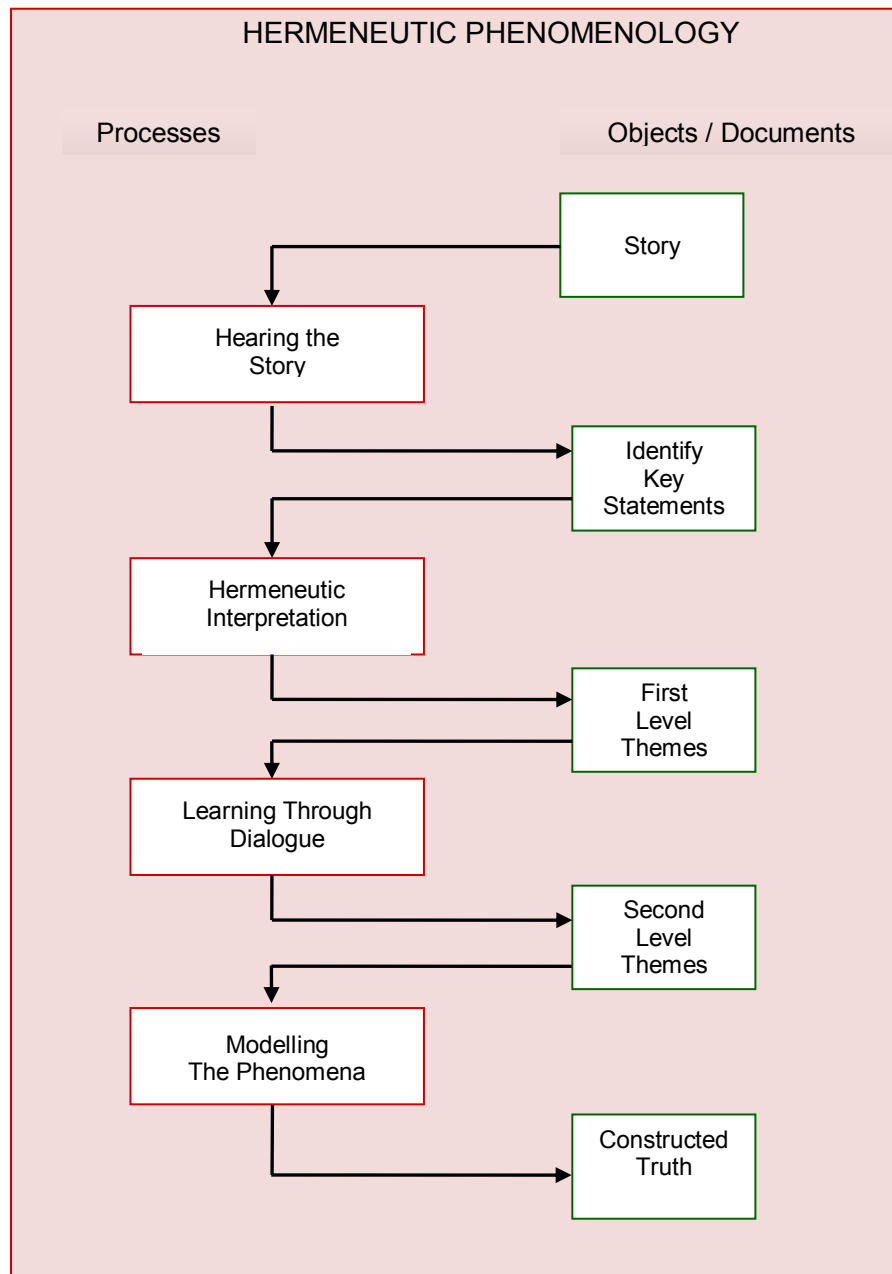 HERMENEUTIC PHENOMENOLOGY
Processes
Objects / Documents
Story
Hearing the
Story
Identify
Key
Statements
Hermeneutic
Interpretation
First
Level
Themes
Learning Through
Dialogue
Second
Level
Themes
Modelling
The Phenomena
Constructed
Truth